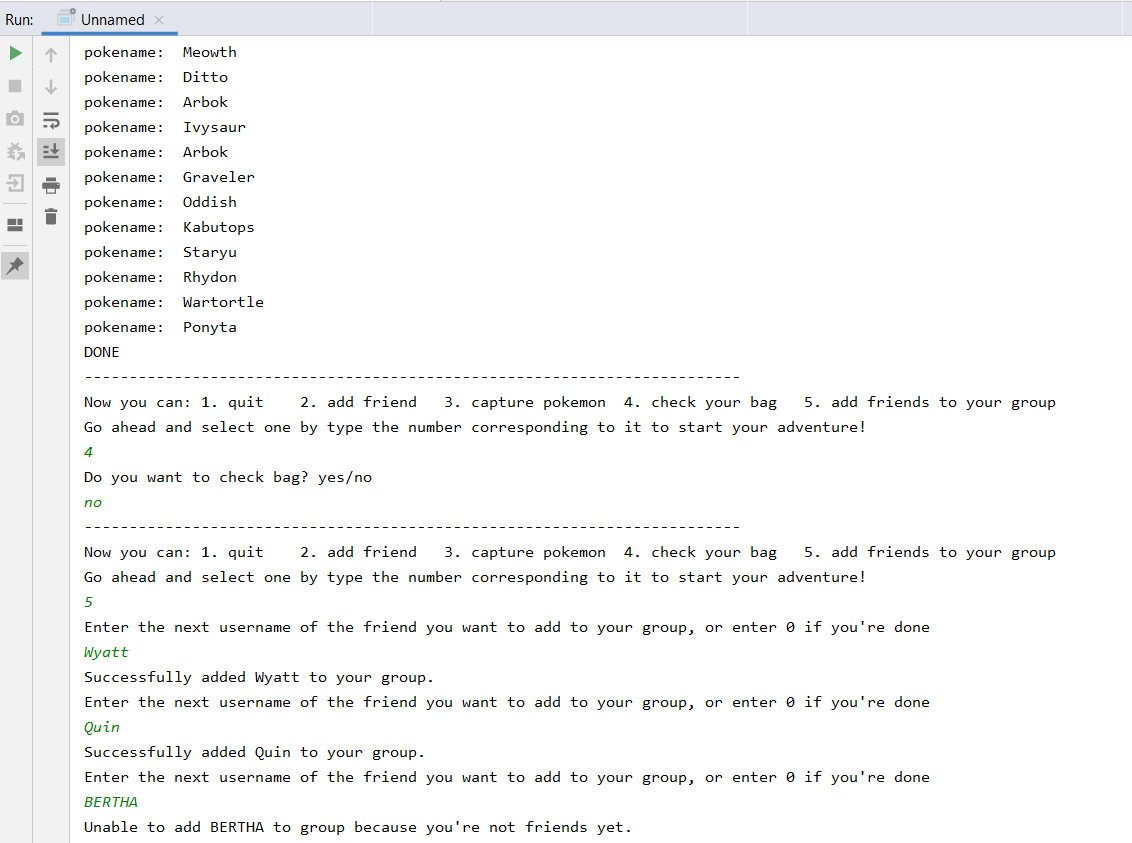 Run: Unnamed
pokename:  Meowth
pokename:  Ditto
pokename:  Arbok
pokename:  Ivysaur
pokename:  Arbok
pokename:  Graveler
pokename:  Oddish
pokename:  Kabutops
pokename:  Staryu
pokename:  Rhydon
pokename:  Wartortle
pokename:  Ponyta
DONE
-------------------------------------------------------------------------
Now you can: 1. quit    2. add friend   3. capture pokemon  4. check your bag   5. add friends to your group
Go ahead and select one by type the number corresponding to it to start your adventure!
4
Do you want to check bag? yes/no
no
-------------------------------------------------------------------------
Now you can: 1. quit    2. add friend   3. capture pokemon  4. check your bag   5. add friends to your group
Go ahead and select one by type the number corresponding to it to start your adventure!
5
Enter the next username of the friend you want to add to your group, or enter 0 if you're done
Wyatt
Successfully added Wyatt to your group.
Enter the next username of the friend you want to add to your group, or enter 0 if you're done
Quin
Successfully added Quin to your group.
Enter the next username of the friend you want to add to your group, or enter 0 if you're done
BERTHA
Unable to add BERTHA to group because you're not friends yet.